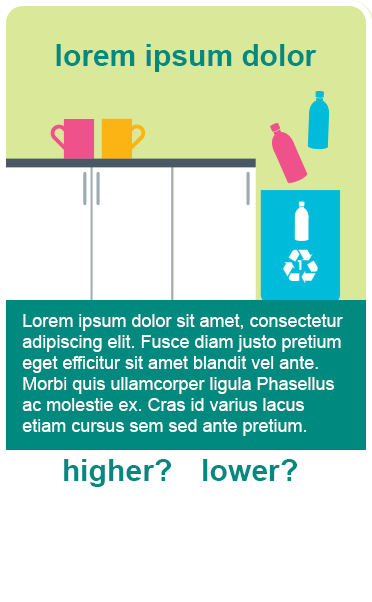 lorem ipsum dolor
1
Lorem ipsum dolor sit amet, consectetur
adipiscing elit. Fusce diam justo pretium
eget efficitur sit amet blandit vel ante.
Morbi quis ullamcorper ligula Phasellus
ac molestie ex. Cras id varius lacus
etiam cursus sem sed ante pretium.
higher? lower?